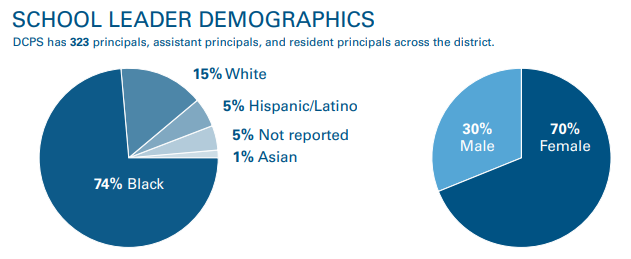 SCHOOL LEADER DEMOGRAPHICS
DCPS has 323 principals, assistant principals, and resident principals across the district.
15% White
5% Hispanic/Latino
5% Not reported
1% Asian
74% Black
30%
Male
70%
Female